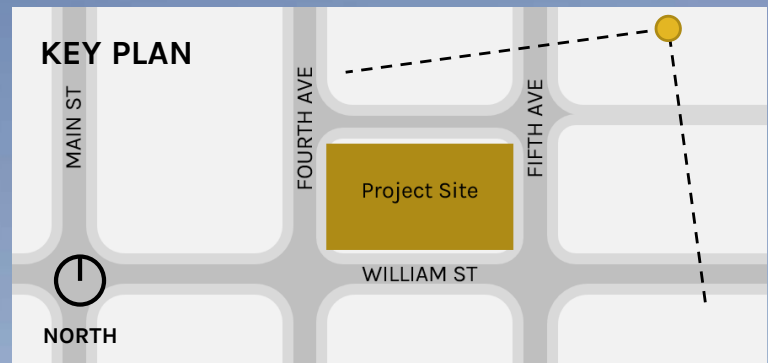 KEY PLAN
MAIN ST
FOURTH AVE
FIFTH AVE
Project Site
WILLIAM ST
NORTH